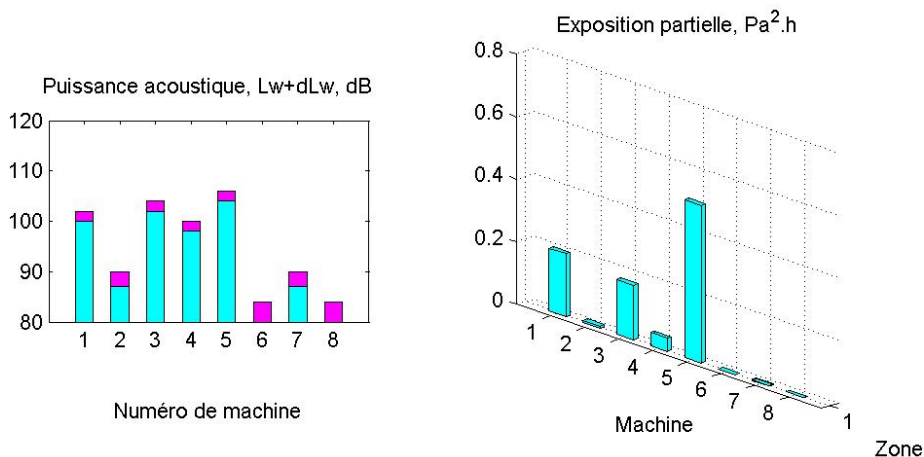 Puissance acoustique, Lw+dLw, dB
120
110
100
90
80
1 2 3 4 5 6 7 8
Numéro de machine
Exposition partielle, Pa².h
0.8
0.6
0.4
0.2
0
1 2 3 4 5 6 7 8
Machine
1
Zone